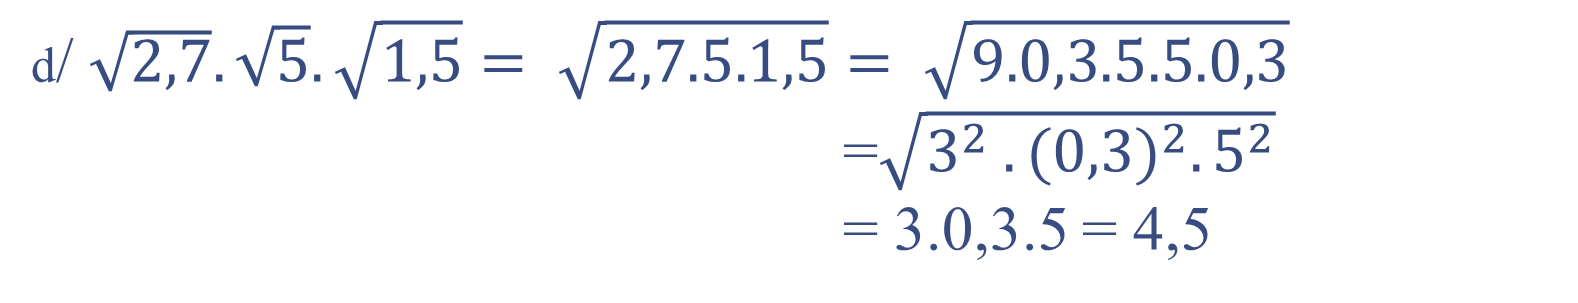 d/ √2,7.√5.√1,5 = √2,7.5.1,5 = √9.0,3.5.5.0,3
=√3² . (0,3)². 5²
= 3.0,3.5 = 4,5